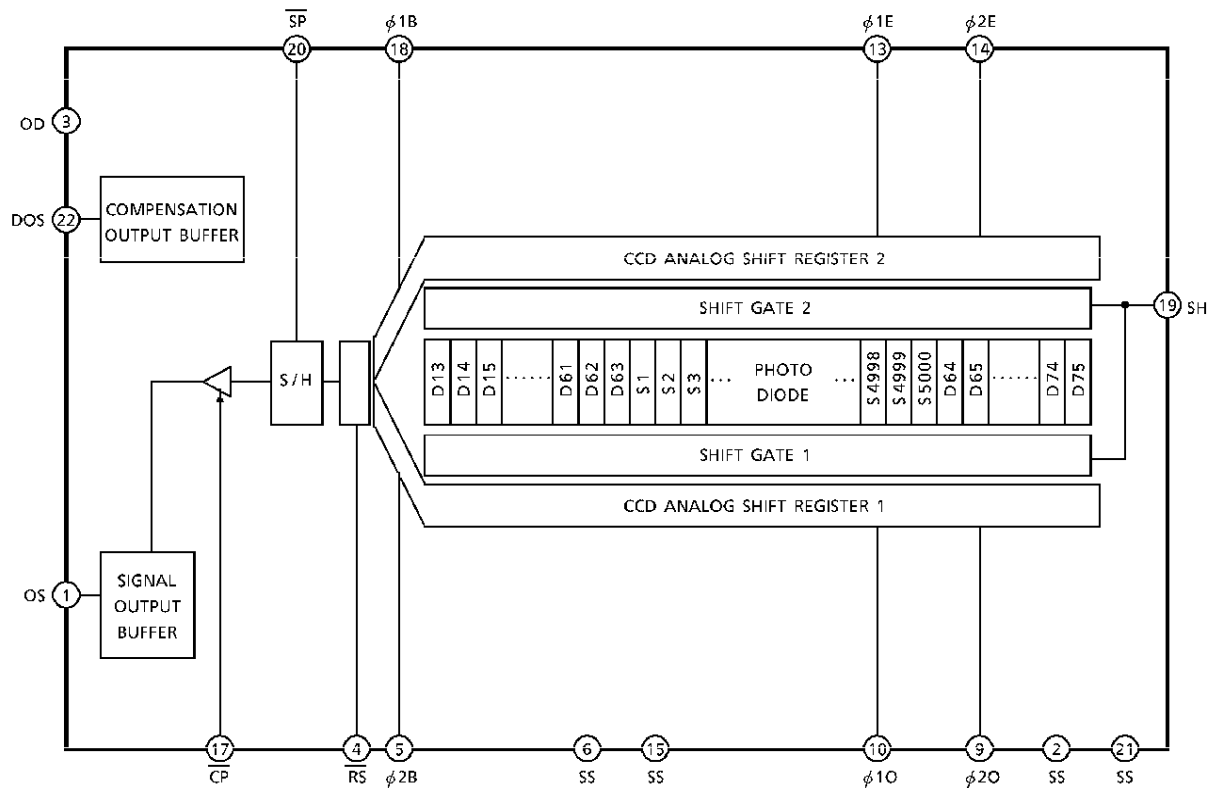 S̅P̅ ϕ1B ϕ1E ϕ2E
20 18 13 14
OD 3
DOS 22
COMPENSATION
OUTPUT BUFFER
CCD ANALOG SHIFT REGISTER 2
SHIFT GATE 2
19 SH
S/H
D13 D14 D15 ...... D61 D62 D63 S1 S2 S3 ... PHOTO DIODE ... S4998 S4999 S5000 D64 D65 ...... D74 D75
SHIFT GATE 1
CCD ANALOG SHIFT REGISTER 1
OS 1
SIGNAL
OUTPUT
BUFFER
17 4 5 6 15 10 9 2 21
C̅P̅ R̅S̅ ϕ2B SS SS ϕ1O ϕ2O SS SS